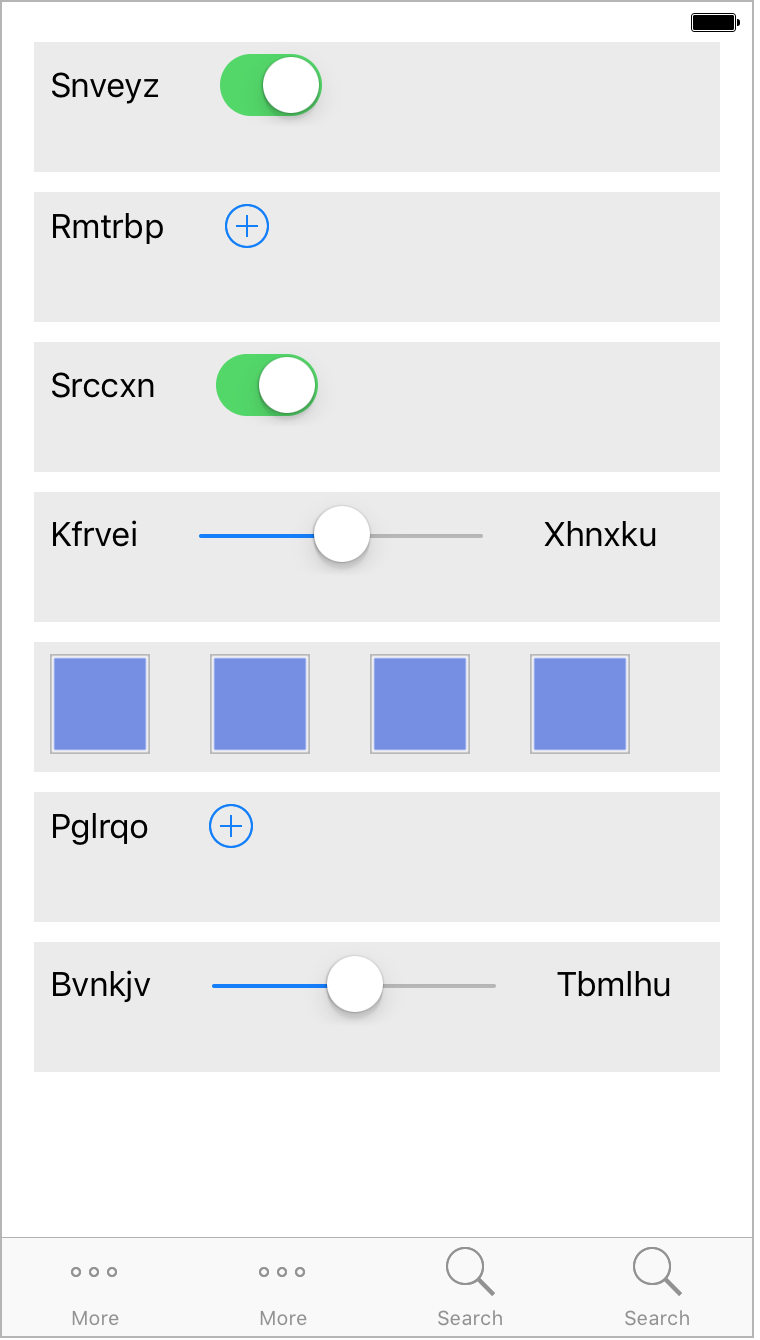 Snveyz
Rmtrbp
Srccxn
Kfrvei Xhnxku
Pglrqo
Bvnkjv Tbmlhu
More More Search Search